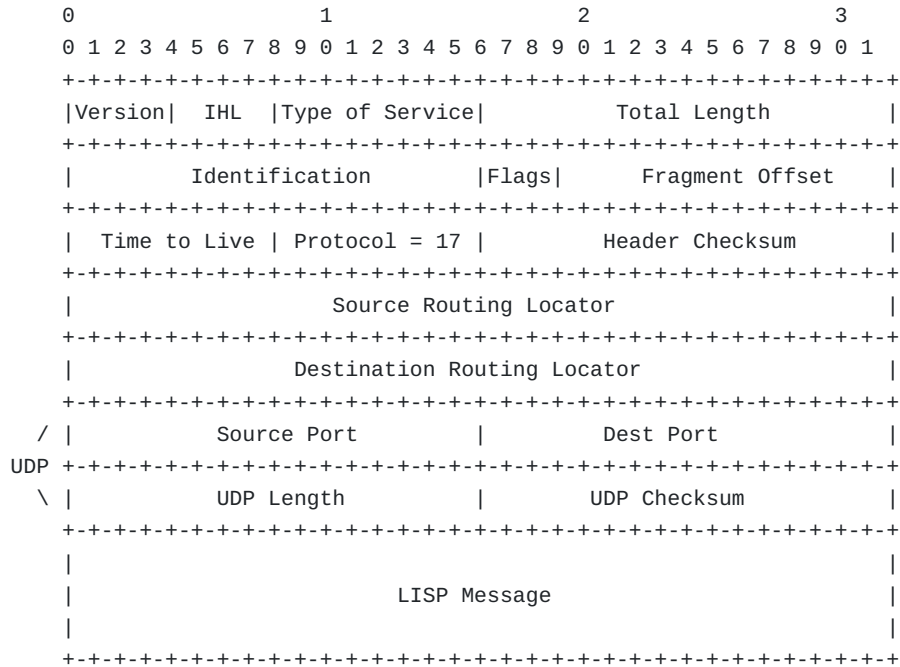 0                   1                   2                   3
 0 1 2 3 4 5 6 7 8 9 0 1 2 3 4 5 6 7 8 9 0 1 2 3 4 5 6 7 8 9 0 1
+-+-+-+-+-+-+-+-+-+-+-+-+-+-+-+-+-+-+-+-+-+-+-+-+-+-+-+-+-+-+-+-+
|Version|  IHL  |Type of Service|          Total Length         |
+-+-+-+-+-+-+-+-+-+-+-+-+-+-+-+-+-+-+-+-+-+-+-+-+-+-+-+-+-+-+-+-+
|         Identification        |Flags|      Fragment Offset    |
+-+-+-+-+-+-+-+-+-+-+-+-+-+-+-+-+-+-+-+-+-+-+-+-+-+-+-+-+-+-+-+-+
|  Time to Live | Protocol = 17 |         Header Checksum       |
+-+-+-+-+-+-+-+-+-+-+-+-+-+-+-+-+-+-+-+-+-+-+-+-+-+-+-+-+-+-+-+-+
|                    Source Routing Locator                     |
+-+-+-+-+-+-+-+-+-+-+-+-+-+-+-+-+-+-+-+-+-+-+-+-+-+-+-+-+-+-+-+-+
|                 Destination Routing Locator                   |
+-+-+-+-+-+-+-+-+-+-+-+-+-+-+-+-+-+-+-+-+-+-+-+-+-+-+-+-+-+-+-+-+
/ |           Source Port         |         Dest Port             |
UDP +-+-+-+-+-+-+-+-+-+-+-+-+-+-+-+-+-+-+-+-+-+-+-+-+-+-+-+-+-+-+-+-+
\ |           UDP Length          |        UDP Checksum           |
+-+-+-+-+-+-+-+-+-+-+-+-+-+-+-+-+-+-+-+-+-+-+-+-+-+-+-+-+-+-+-+-+
|                                                               |
|                         LISP Message                          |
|                                                               |
+-+-+-+-+-+-+-+-+-+-+-+-+-+-+-+-+-+-+-+-+-+-+-+-+-+-+-+-+-+-+-+-+